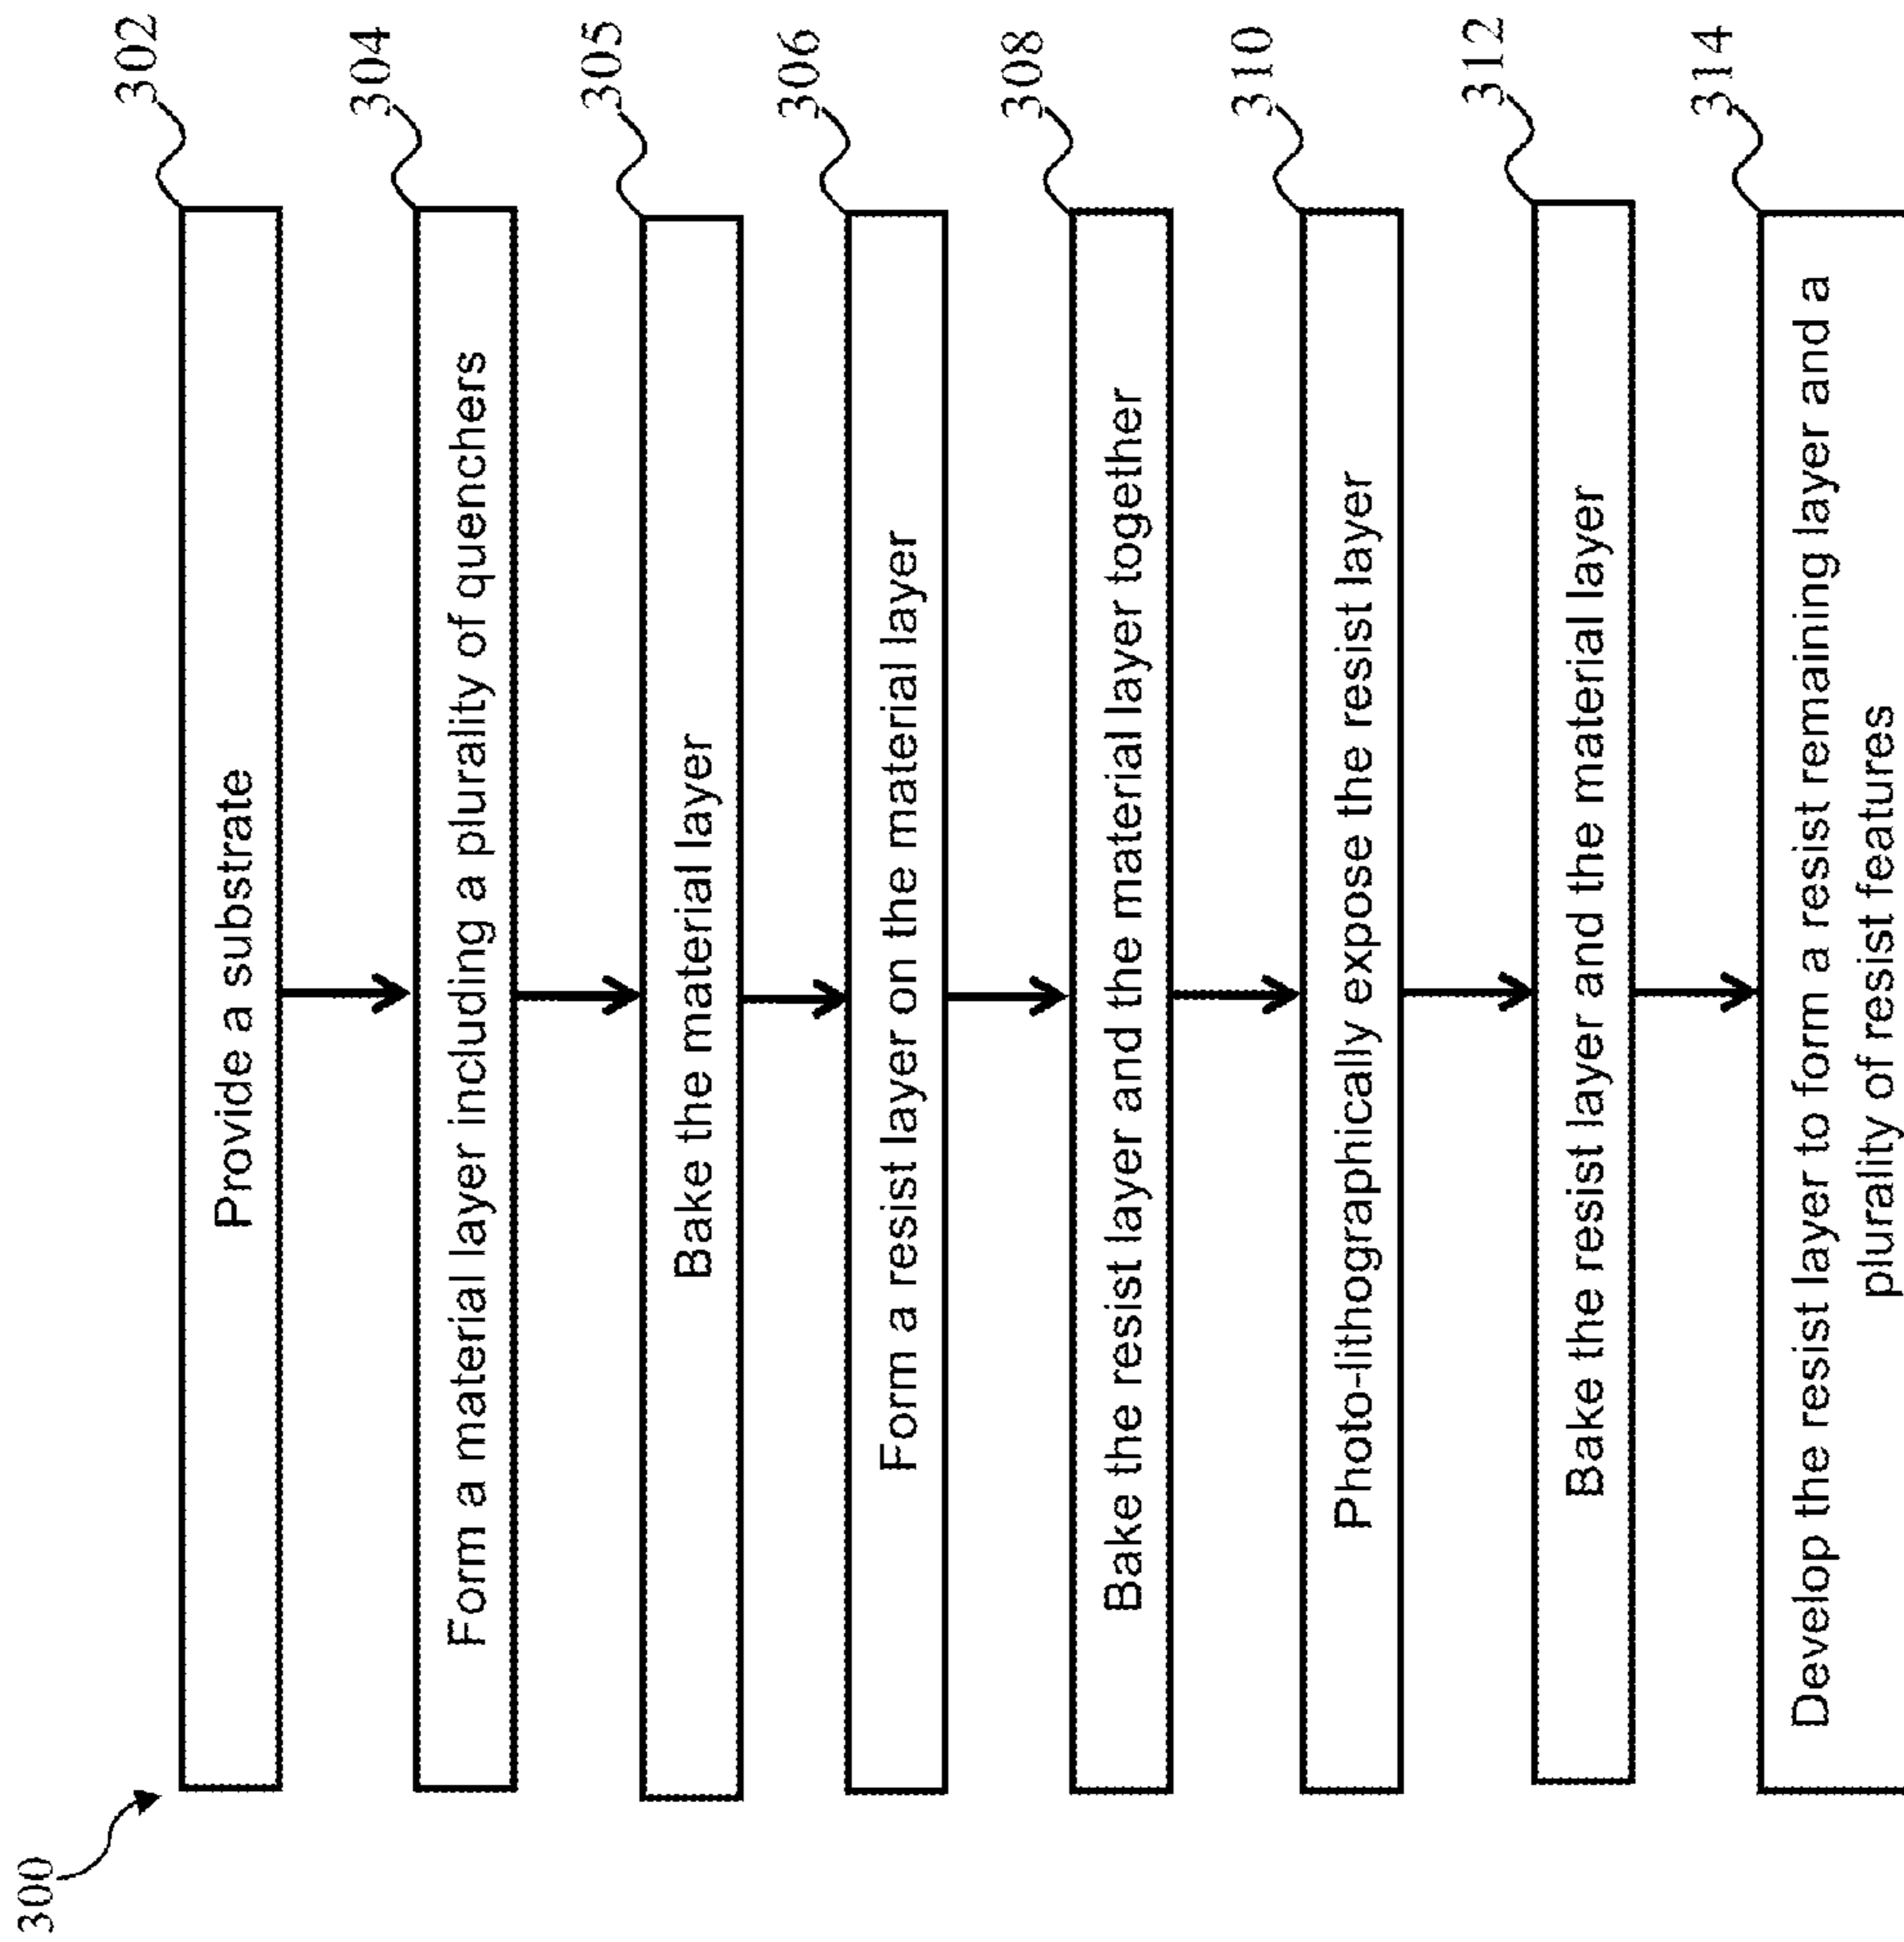 300
302
Provide a substrate
304
Form a material layer including a plurality of quenchers
305
Bake the material layer
306
Form a resist layer on the material layer
308
Bake the resist layer and the material layer together
310
Photo-lithographically expose the resist layer
312
Bake the resist layer and the material layer
314
Develop the resist layer to form a resist remaining layer and a
plurality of resist features